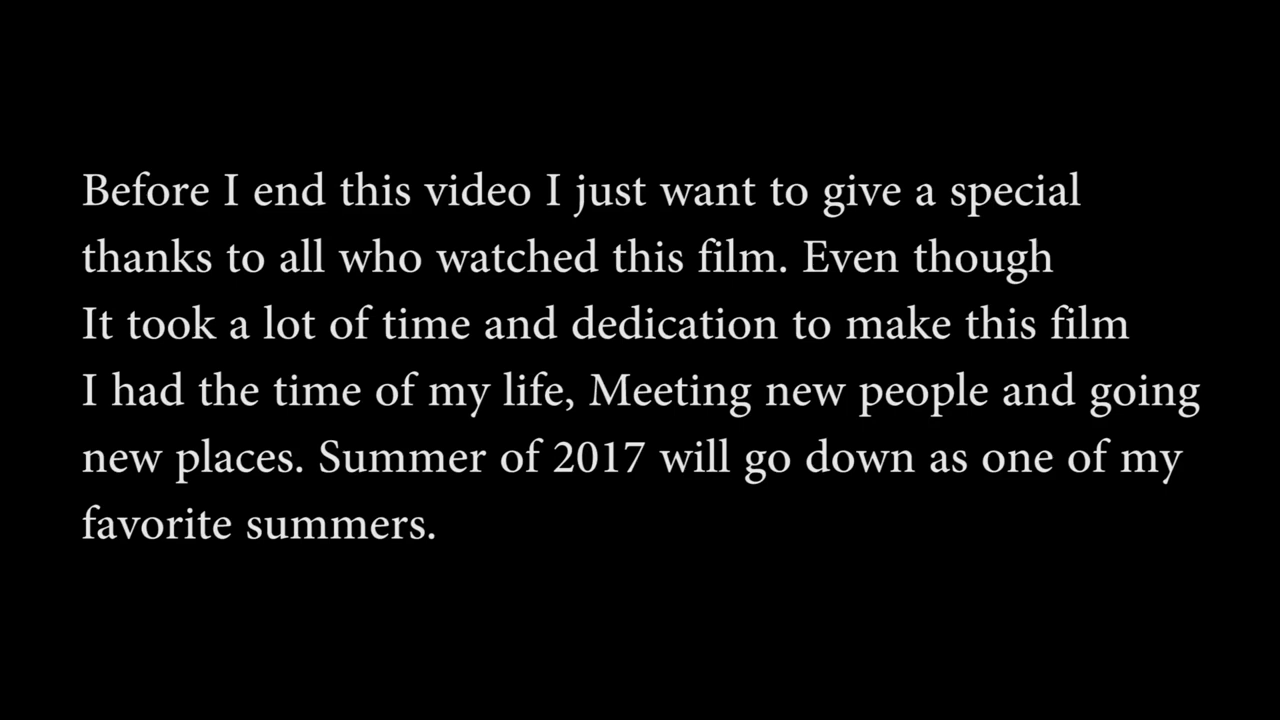 Before I end this video I just want to give a special
thanks to all who watched this film. Even though
It took a lot of time and dedication to make this film
I had the time of my life, Meeting new people and going
new places. Summer of 2017 will go down as one of my
favorite summers.